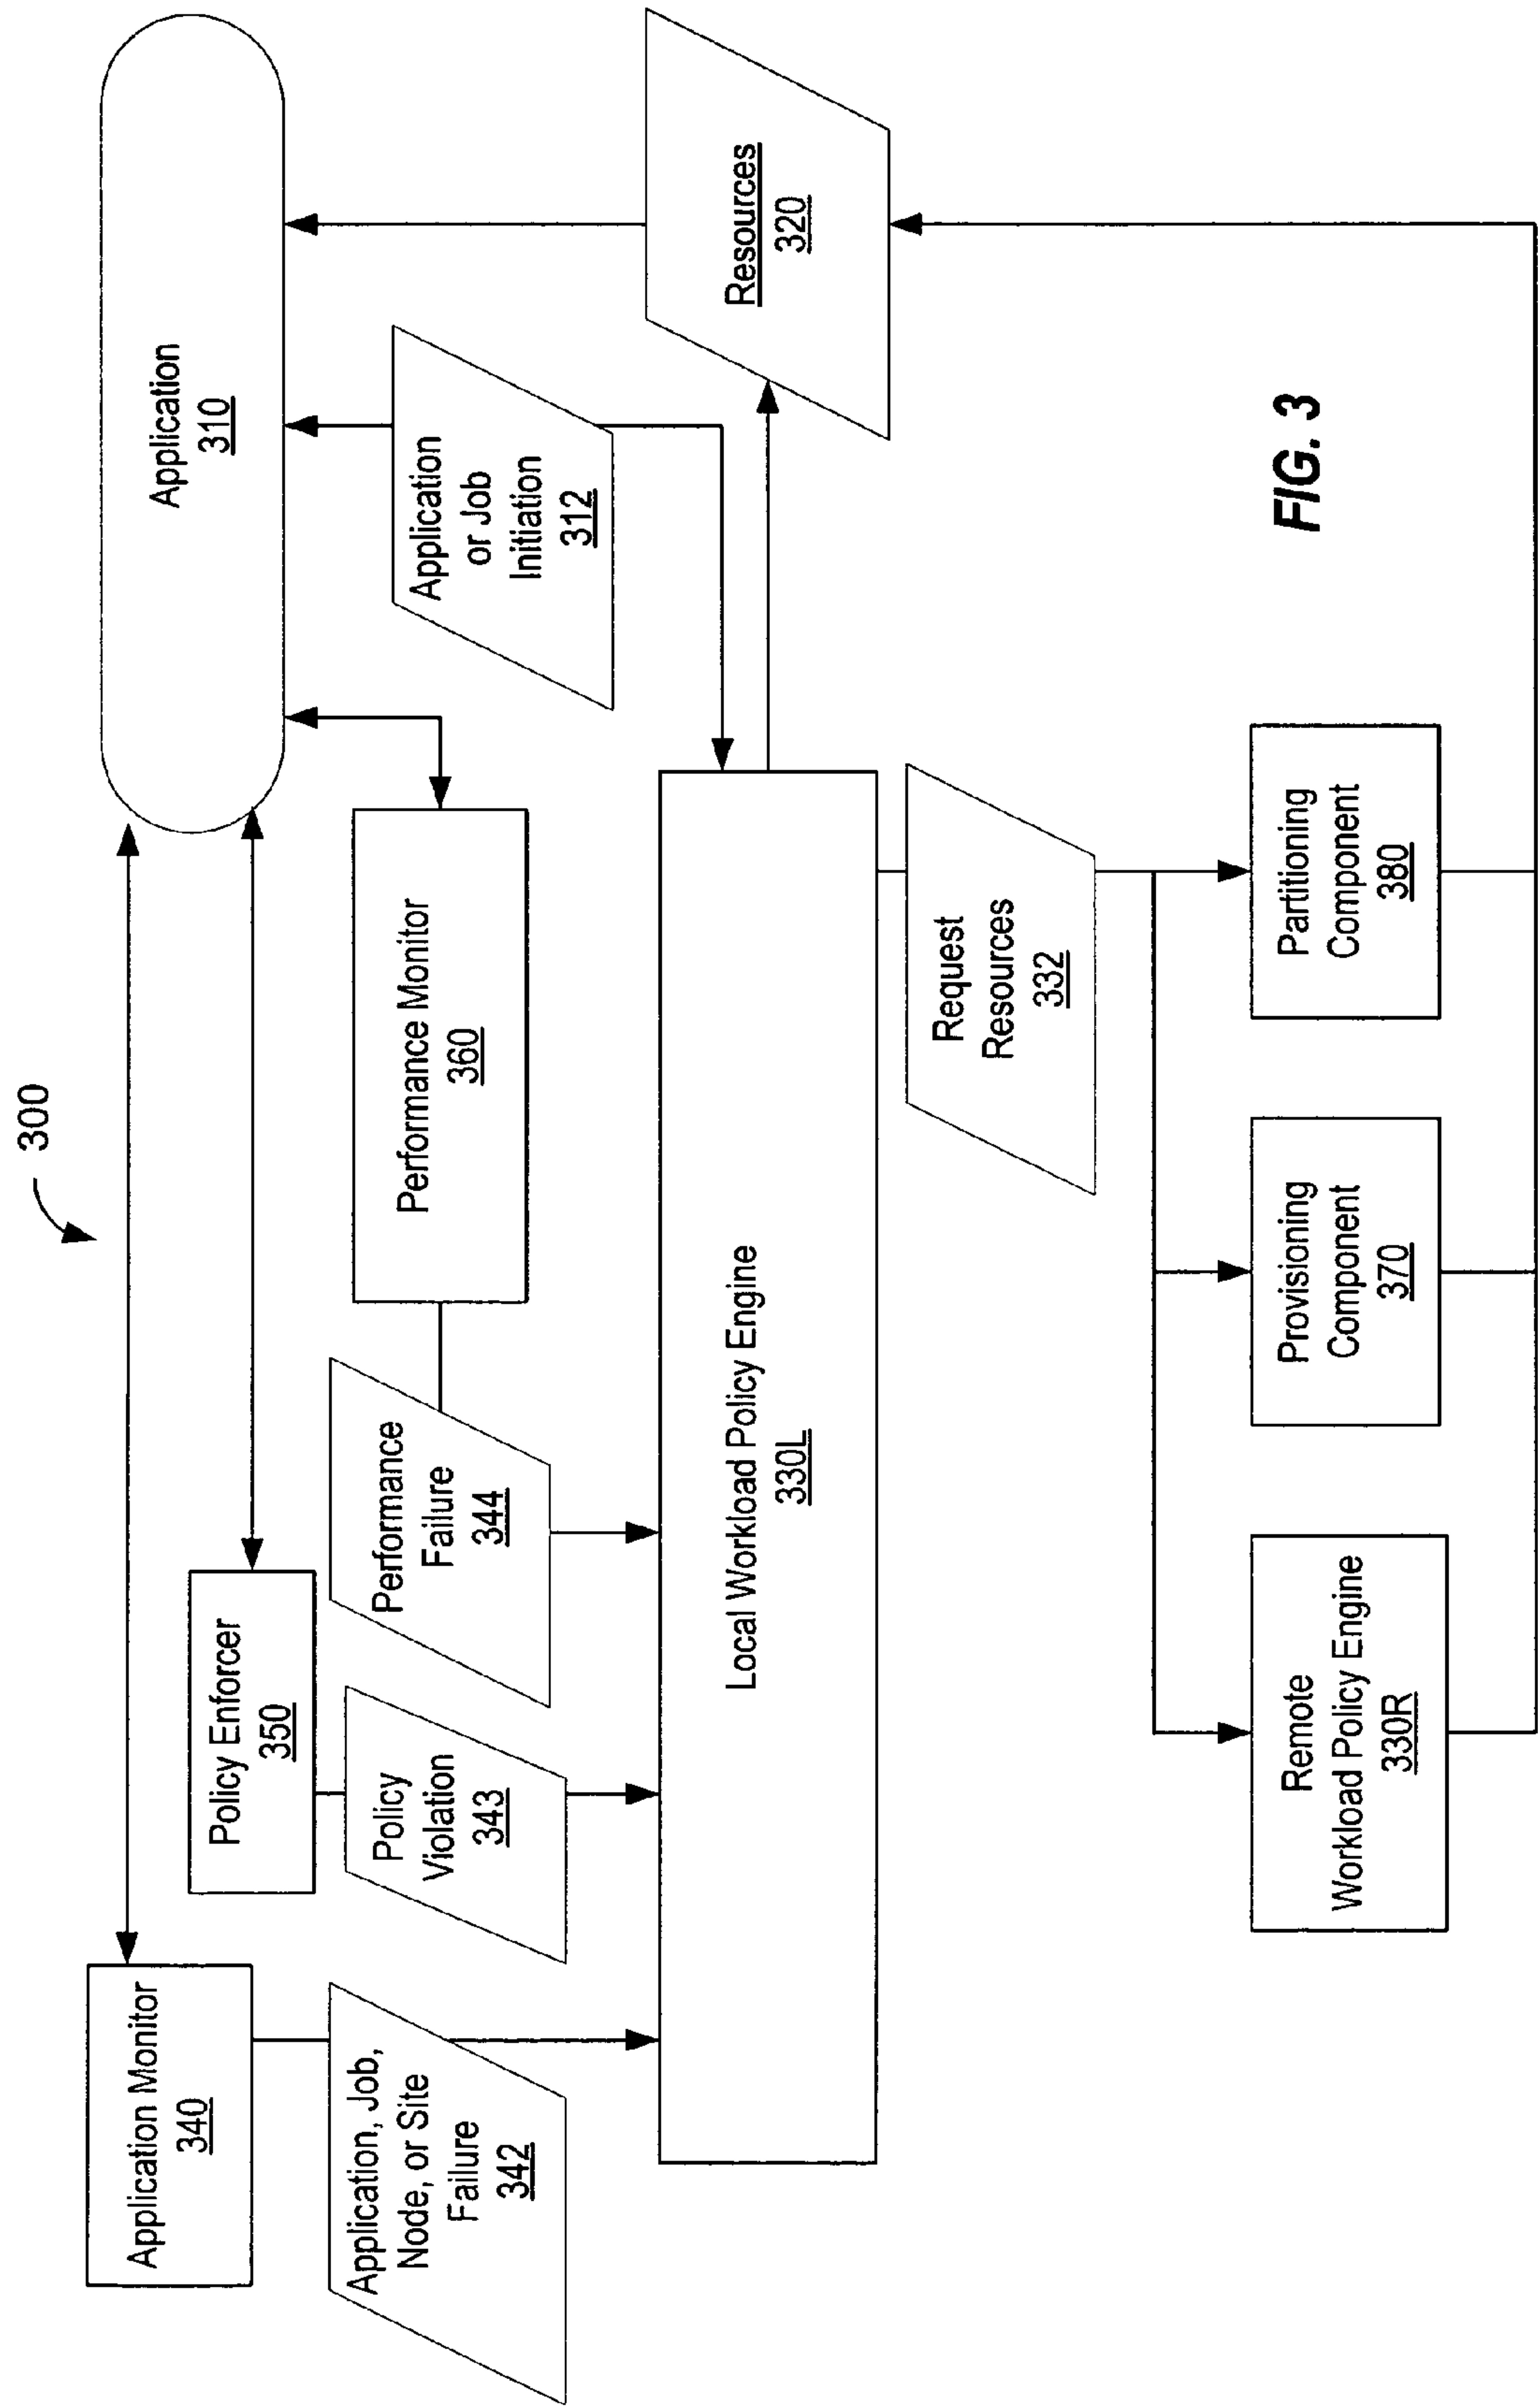 300
Application Monitor
340
Application
310
Policy Enforcer
350
Application, Job,
Node, or Site
Failure
342
Policy
Violation
343
Performance
Failure
344
Performance Monitor
360
Application
or Job
Initiation
312
Local Workload Policy Engine
330L
Resources
320
Request
Resources
332
Remote
Workload Policy Engine
330R
Provisioning
Component
370
Partitioning
Component
380
FIG. 3